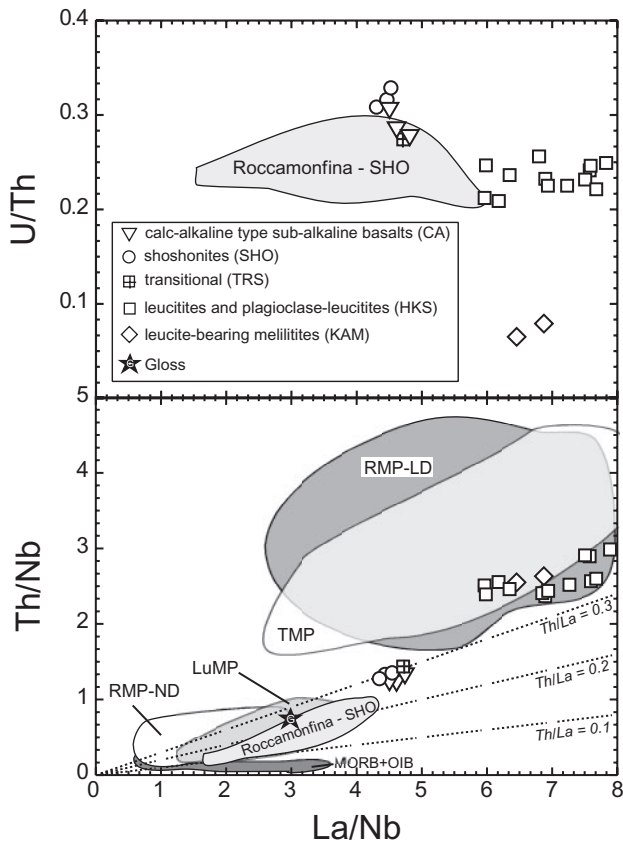 0.4
0.3
0.2
0.1
U/Th
Roccamonfina - SHO
calc-alkaline type sub-alkaline basalts (CA)
shoshonites (SHO)
transitional (TRS)
leucitites and plagioclase-leucitites (HKS)
leucite-bearing melilitites (KAM)
G
Gloss
5
4
3
2
1
0
Th/Nb
RMP-LD
TMP
LuMP
RMP-ND
G
Roccamonfina - SHO
MORB+OIB
Th/La = 0.3
Th/La = 0.2
Th/La = 0.1
0 1 2 3 4 5 6 7 8
La/Nb